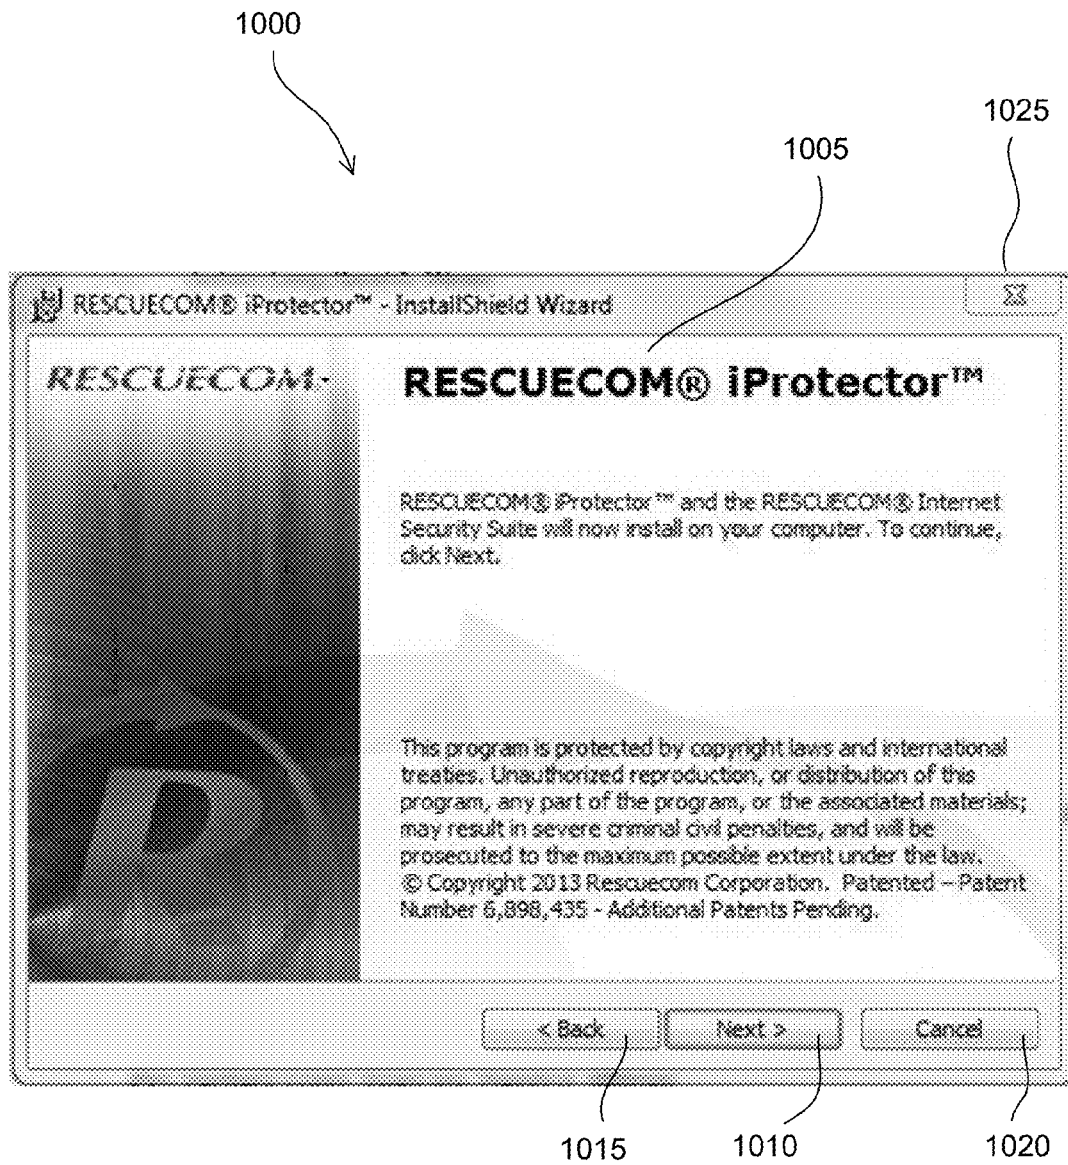 1000
1025
1005
RESCUECOM® iProtector™ - InstallShield Wizard
RESCUECOM
RESCUECOM® iProtector™
RESCUECOM® iProtector™ and the RESCUECOM® Internet
Security Suite will now install on your computer. To continue,
click Next.
This program is protected by copyright laws and international
treaties. Unauthorized reproduction, or distribution of this
program, any part of the program, or the associated materials;
may result in severe criminal civil penalties, and will be
prosecuted to the maximum possible extent under the law.
© Copyright 2013 Rescuecom Corporation. Patented – Patent
Number 6,898,435 - Additional Patents Pending.
< Back
Next >
Cancel
1015
1010
1020